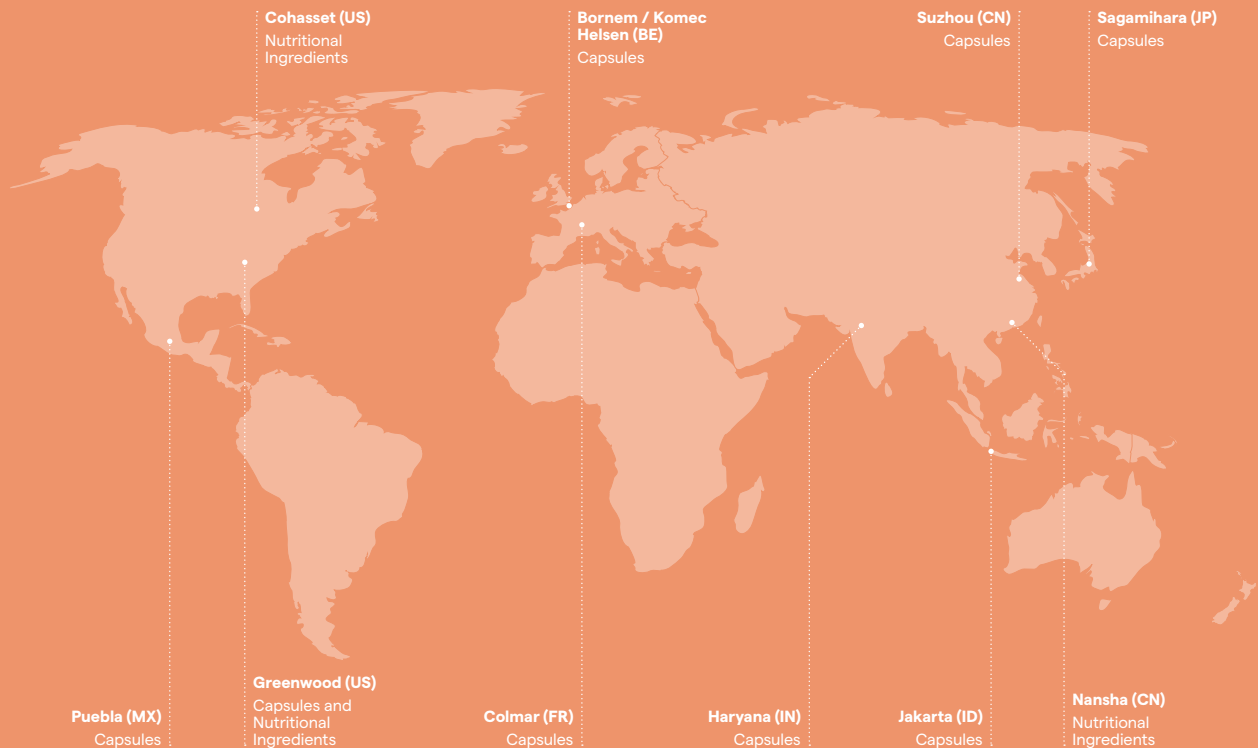 Cohasset (US)
Nutritional
Ingredients
Bornem / Komec
Helsen (BE)
Capsules
Suzhou (CN)
Capsules
Sagamihara (JP)
Capsules
Puebla (MX)
Capsules
Greenwood (US)
Capsules and
Nutritional
Ingredients
Colmar (FR)
Capsules
Haryana (IN)
Capsules
Jakarta (ID)
Capsules
Nansha (CN)
Nutritional
Ingredients